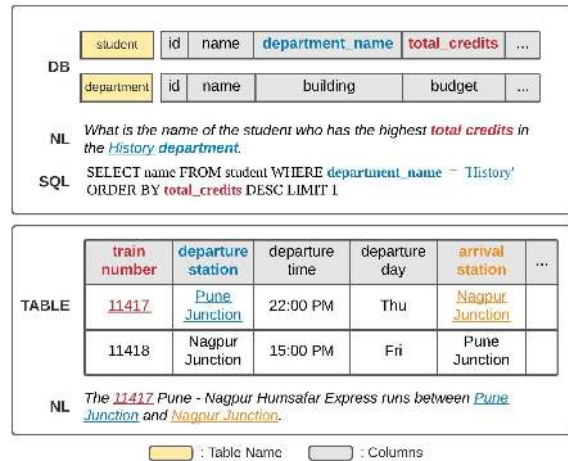 DB
student id name department_name total_credits ...
department id name building budget ...
NL What is the name of the student who has the highest total credits in
the History department.
SQL SELECT name FROM student WHERE department_name = 'History'
ORDER BY total_credits DESC LIMIT 1
TABLE
train number departure station departure time departure day arrival station ...
11417 Pune Junction 22:00 PM Thu Nagpur Junction
11418 Nagpur Junction 15:00 PM Fri Pune Junction
NL The 11417 Pune - Nagpur Humsafar Express runs between Pune
Junction and Nagpur Junction.
: Table Name : Columns